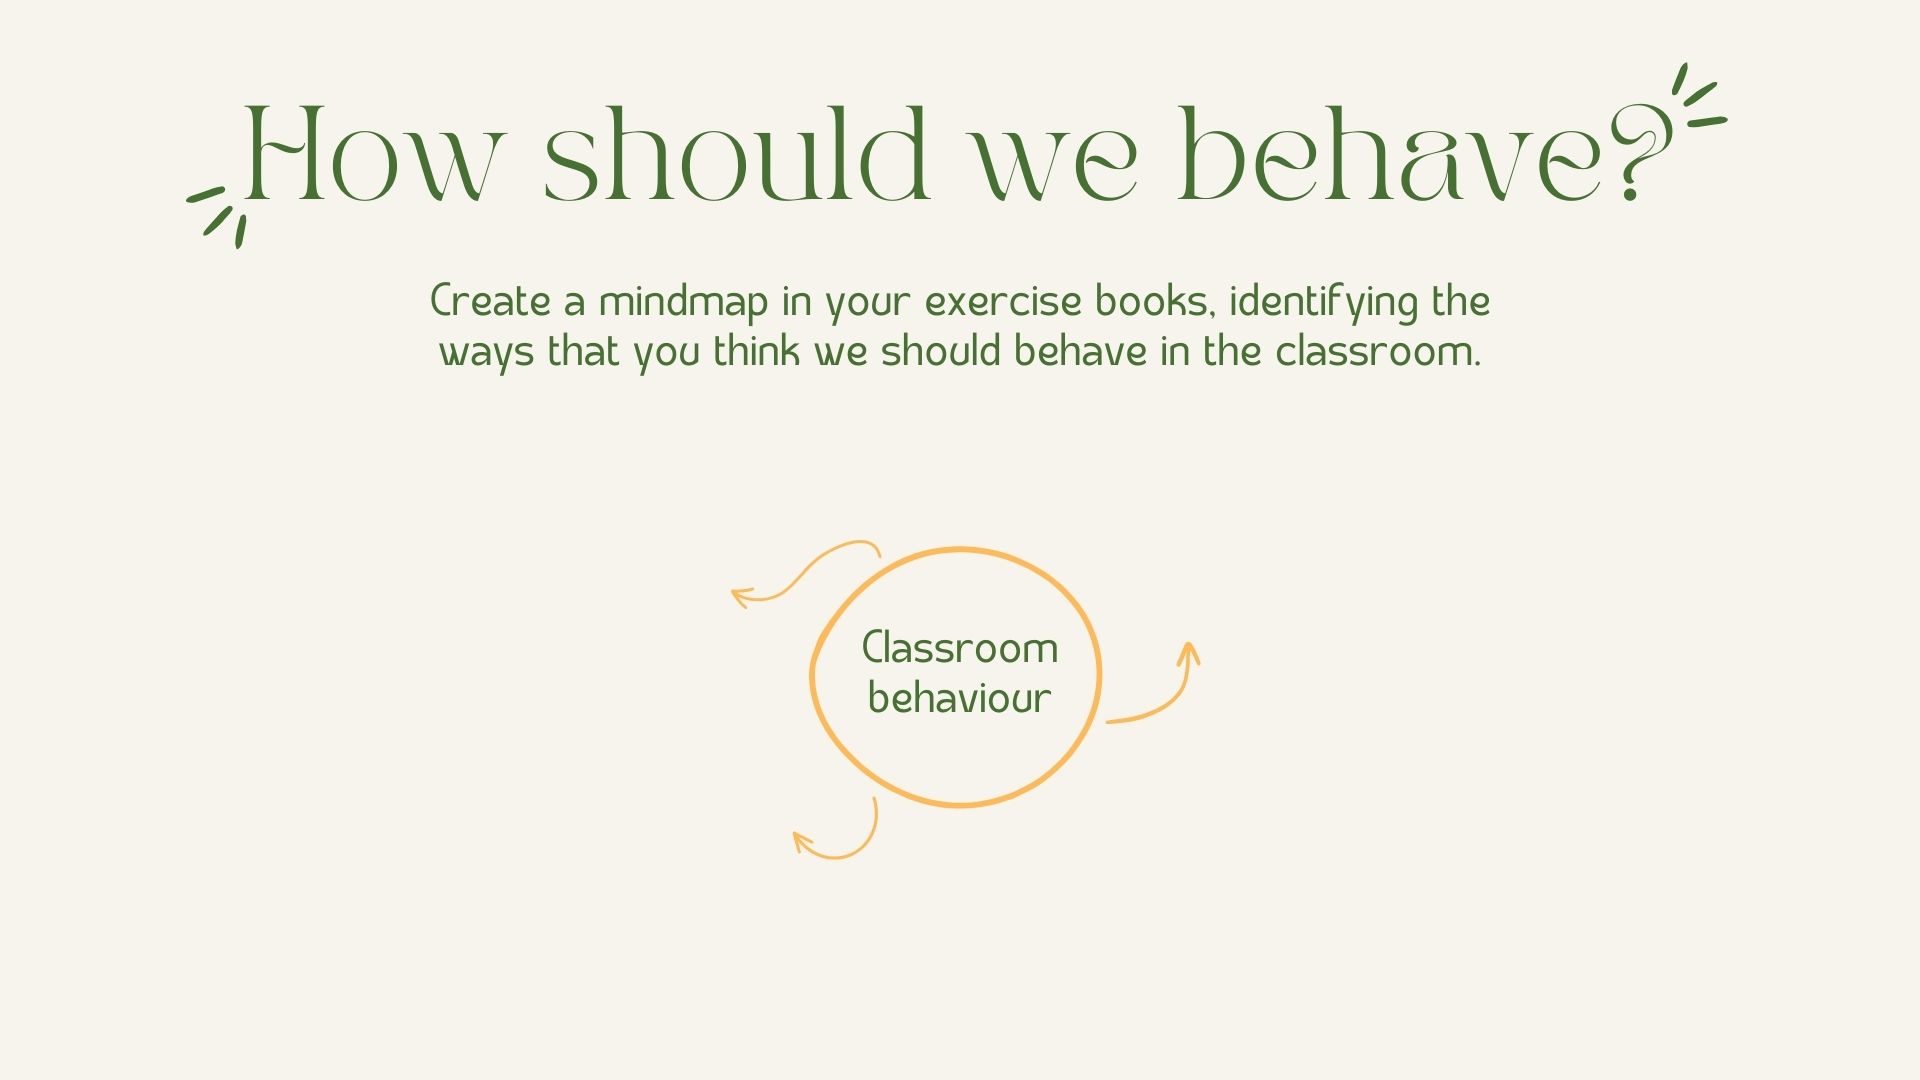 How should we behave?
Create a mindmap in your exercise books, identifying the
ways that you think we should behave in the classroom.
Classroom
behaviour